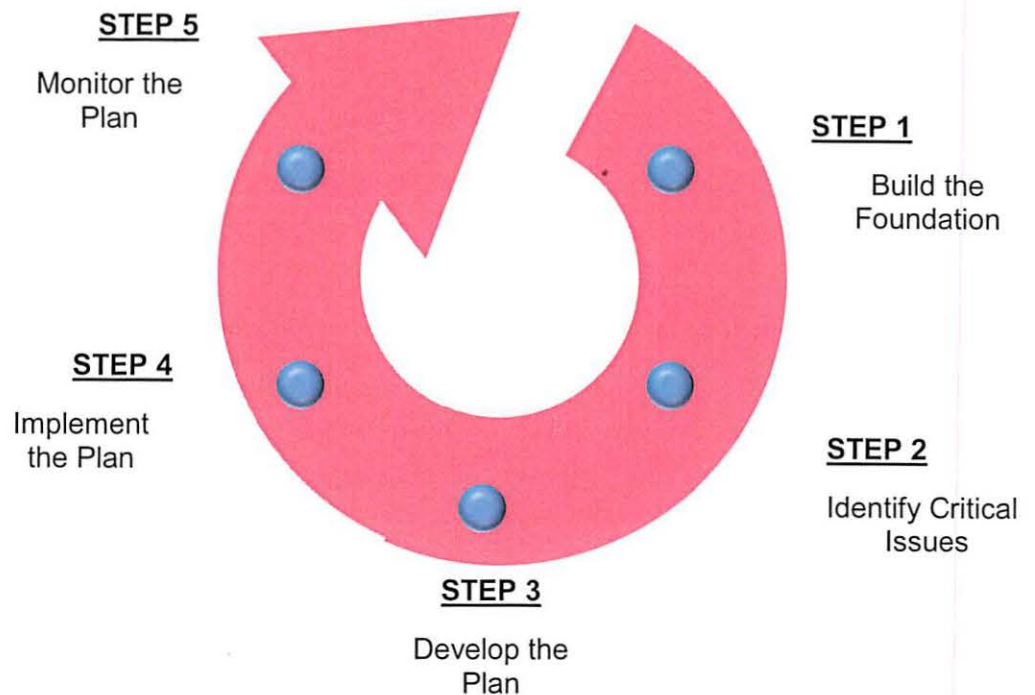 STEP 1
Build the
Foundation
STEP 2
Identify Critical
Issues
STEP 3
Develop the
Plan
STEP 4
Implement
the Plan
STEP 5
Monitor the
Plan